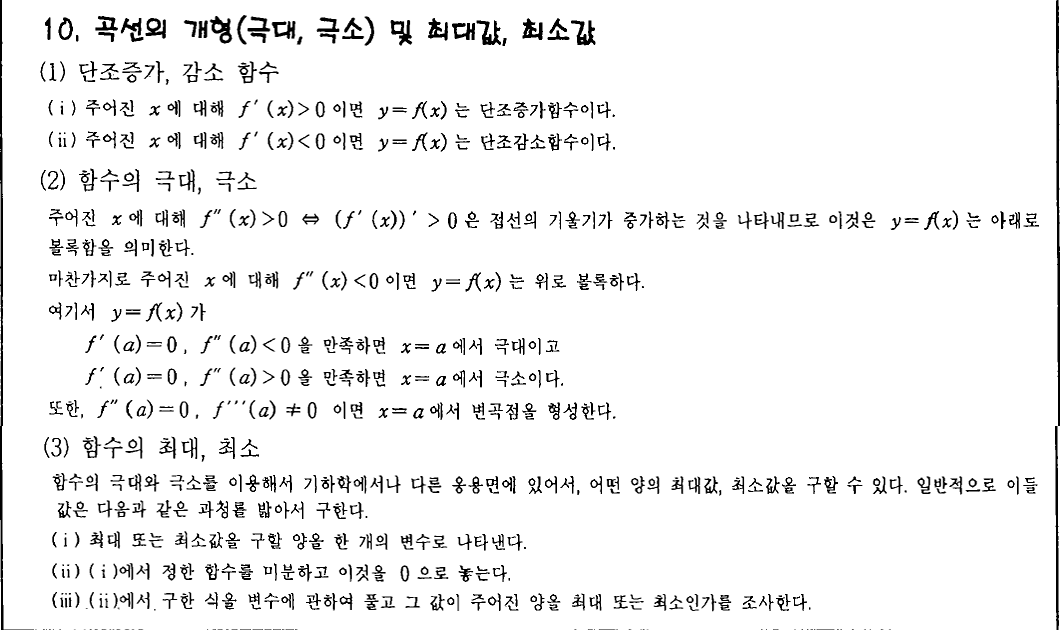 10. 곡선의 개형(극대, 극소) 및 최대값, 최소값
(1) 단조증가, 감소 함수
(i) 주어진 x에 대해 f′(x)>0이면 y=f(x)는 단조증가함수이다.
(ii) 주어진 x에 대해 f′(x)<0이면 y=f(x)는 단조감소함수이다.
(2) 함수의 극대, 극소
주어진 x에 대해 f″(x)>0 ⇔ (f′(x))′>0은 접선의 기울기가 증가하는 것을 나타내므로 이것은 y=f(x)는 아래로
볼록함을 의미한다.
마찬가지로 주어진 x에 대해 f″(x)<0이면 y=f(x)는 위로 볼록하다.
여기서 y=f(x)가
f′(a)=0, f″(a)<0을 만족하면 x=a에서 극대이고
f′(a)=0, f″(a)>0을 만족하면 x=a에서 극소이다.
또한, f″(a)=0, f′′′(a)≠0 이면 x=a에서 변곡점을 형성한다.
(3) 함수의 최대, 최소
함수의 극대와 극소를 이용해서 기하학에서나 다른 응용면에 있어서, 어떤 양의 최대값, 최소값을 구할 수 있다. 일반적으로 이들
값은 다음과 같은 과청를 밟아서 구한다.
(i) 최대 또는 최소값을 구할 양을 한 개의 변수로 나타낸다.
(ii) (i)에서 정한 함수를 미분하고 이것을 0으로 놓는다.
(iii) (ii)에서 구한 식을 변수에 관하여 풀고 그 값이 주어진 양을 최대 또는 최소인가를 조사한다.